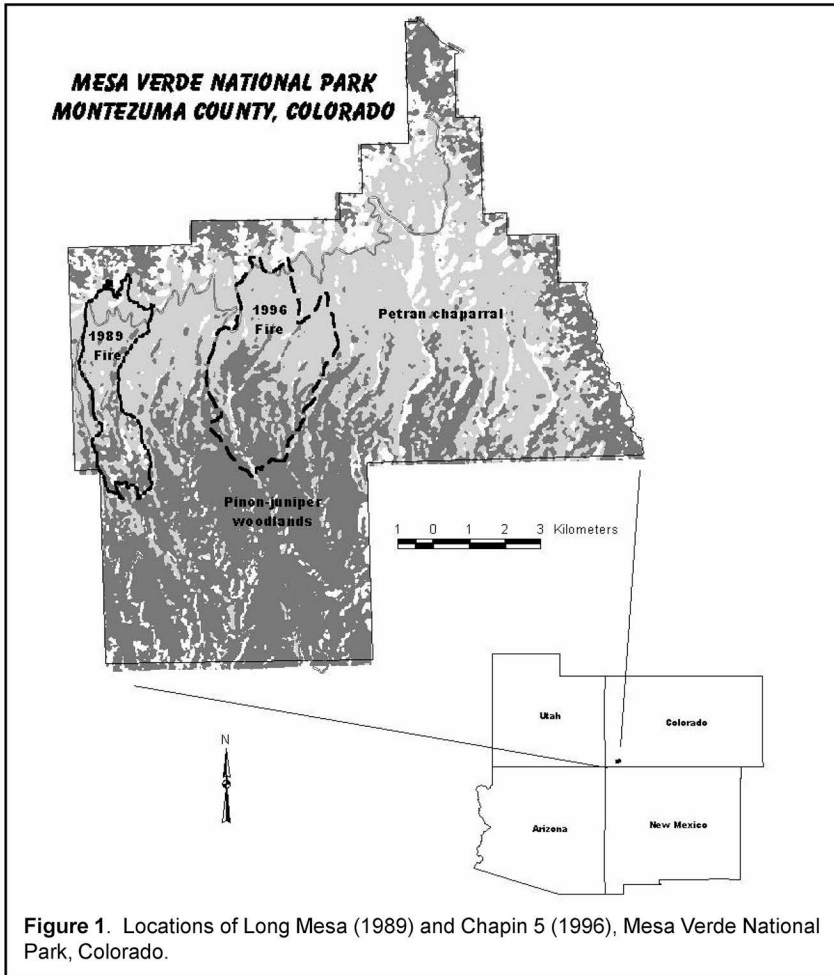 MESA VERDE NATIONAL PARK
MONTEZUMA COUNTY, COLORADO
1996
Fire
Petran chaparral
1989
Fire
Pinon-juniper
woodlands
1 0 1 2 3 Kilometers
N
Utah
Colorado
Arizona
New Mexico
Figure 1. Locations of Long Mesa (1989) and Chapin 5 (1996), Mesa Verde National
Park, Colorado.